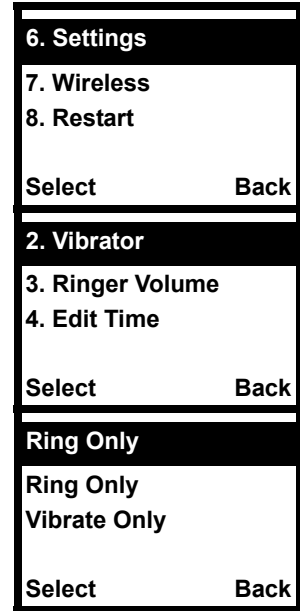 6. Settings
7. Wireless
8. Restart
Select Back
2. Vibrator
3. Ringer Volume
4. Edit Time
Select Back
Ring Only
Ring Only
Vibrate Only
Select Back